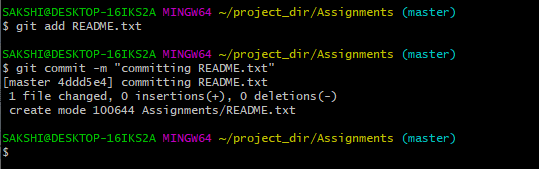 SAKSHI@DESKTOP-16IKS2A MINGW64 ~/project_dir/Assignments (master)
$ git add README.txt
SAKSHI@DESKTOP-16IKS2A MINGW64 ~/project_dir/Assignments (master)
$ git commit -m "committing README.txt"
[master 4ddd5e4] committing README.txt
 1 file changed, 0 insertions(+), 0 deletions(-)
 create mode 100644 Assignments/README.txt
SAKSHI@DESKTOP-16IKS2A MINGW64 ~/project_dir/Assignments (master)
$